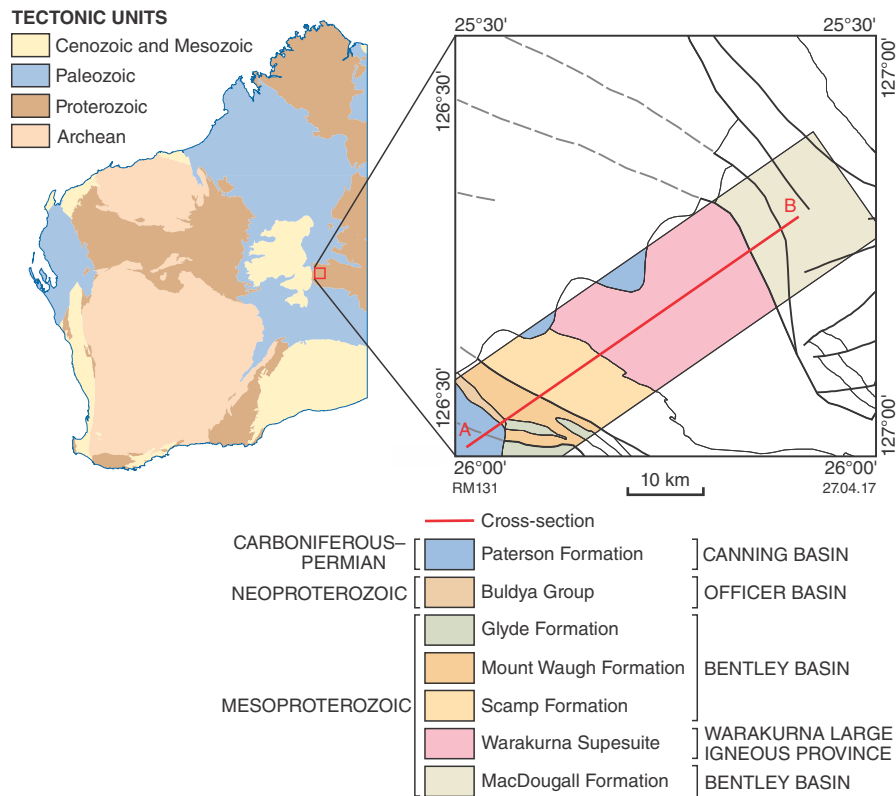 TECTONIC UNITS
Cenozoic and Mesozoic
Paleozoic
Proterozoic
Archean
25°30'
25°30'
126°30'
127°00'
B
A
126°30'
127°00'
26°00'
26°00'
RM131
10 km
27.04.17
Cross-section
CARBONIFEROUS–
PERMIAN
Paterson Formation
CANNING BASIN
NEOPROTEROZOIC
Buldya Group
OFFICER BASIN
Glyde Formation
Mount Waugh Formation
BENTLEY BASIN
MESOPROTEROZOIC
Scamp Formation
Warakurna Supesuite
WARAKURNA LARGE
IGNEOUS PROVINCE
MacDougall Formation
BENTLEY BASIN